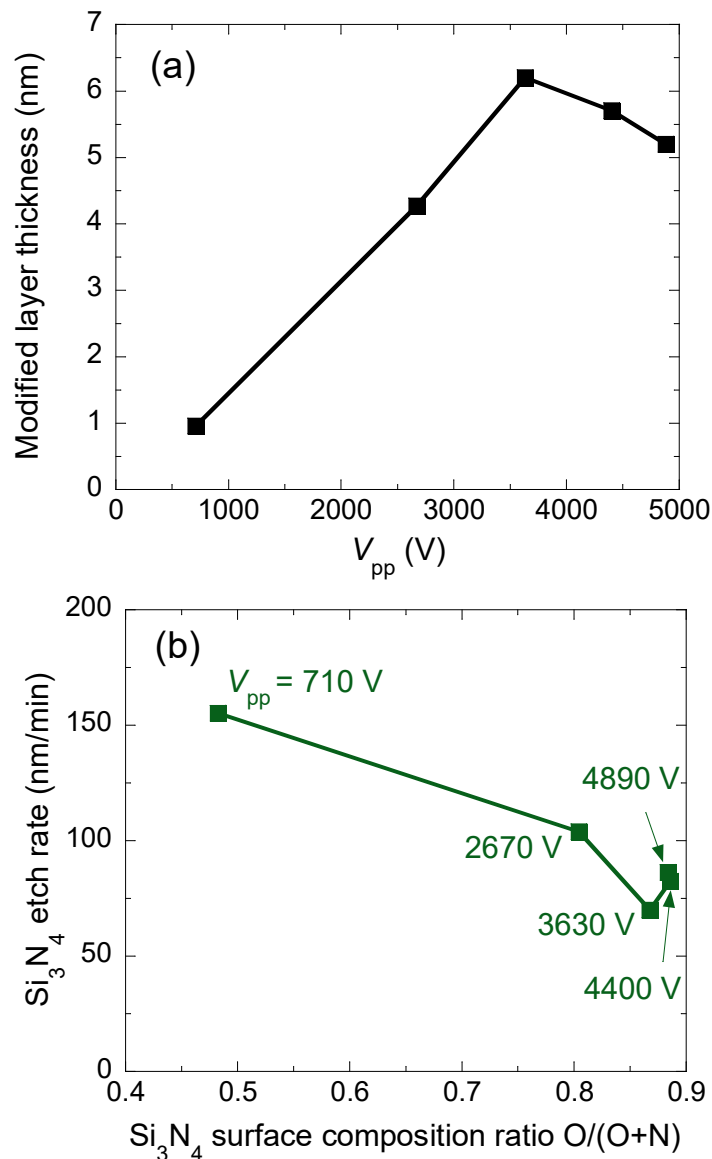 (a)
7
6
5
4
3
2
1
0
Modified layer thickness (nm)
0 1000 2000 3000 4000 5000
Vpp (V)
(b)
200
150
100
50
0
Si3N4 etch rate (nm/min)
Vpp = 710 V
4890 V
2670 V
3630 V
4400 V
0.4 0.5 0.6 0.7 0.8 0.9
Si3N4 surface composition ratio O/(O+N)